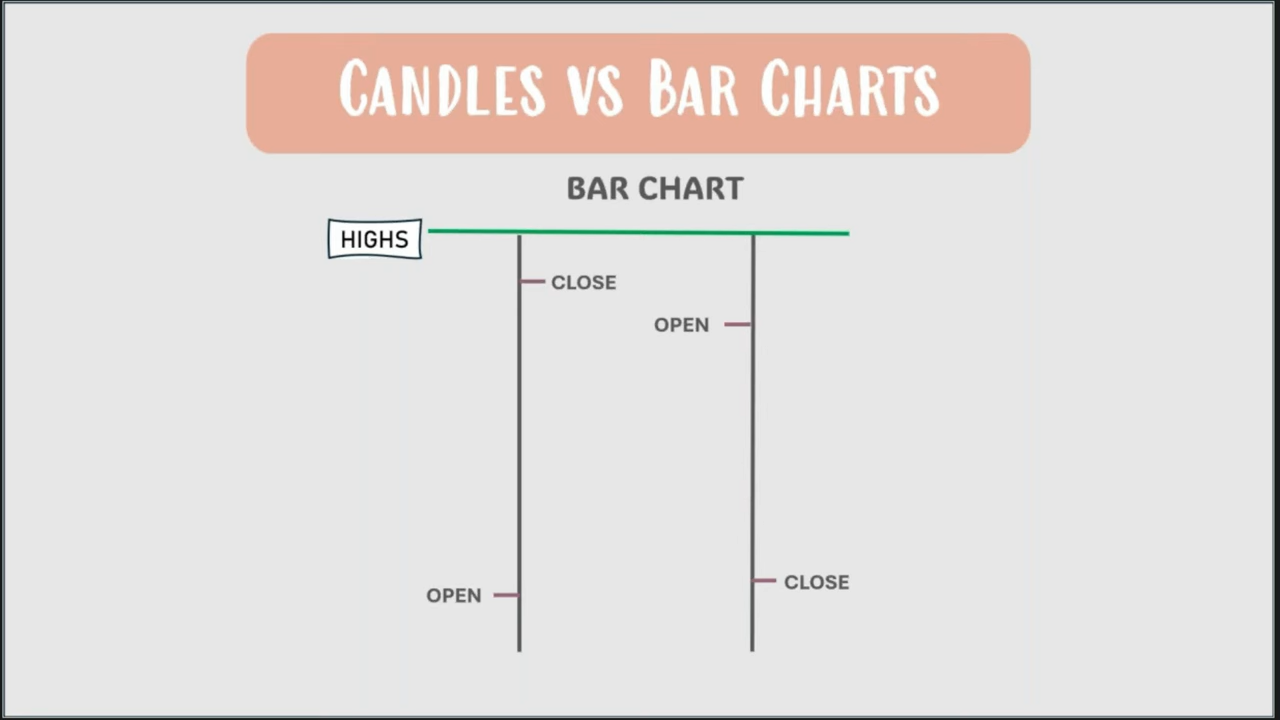 CANDLES VS BAR CHARTS
BAR CHART
HIGHS
CLOSE
OPEN
CLOSE
OPEN